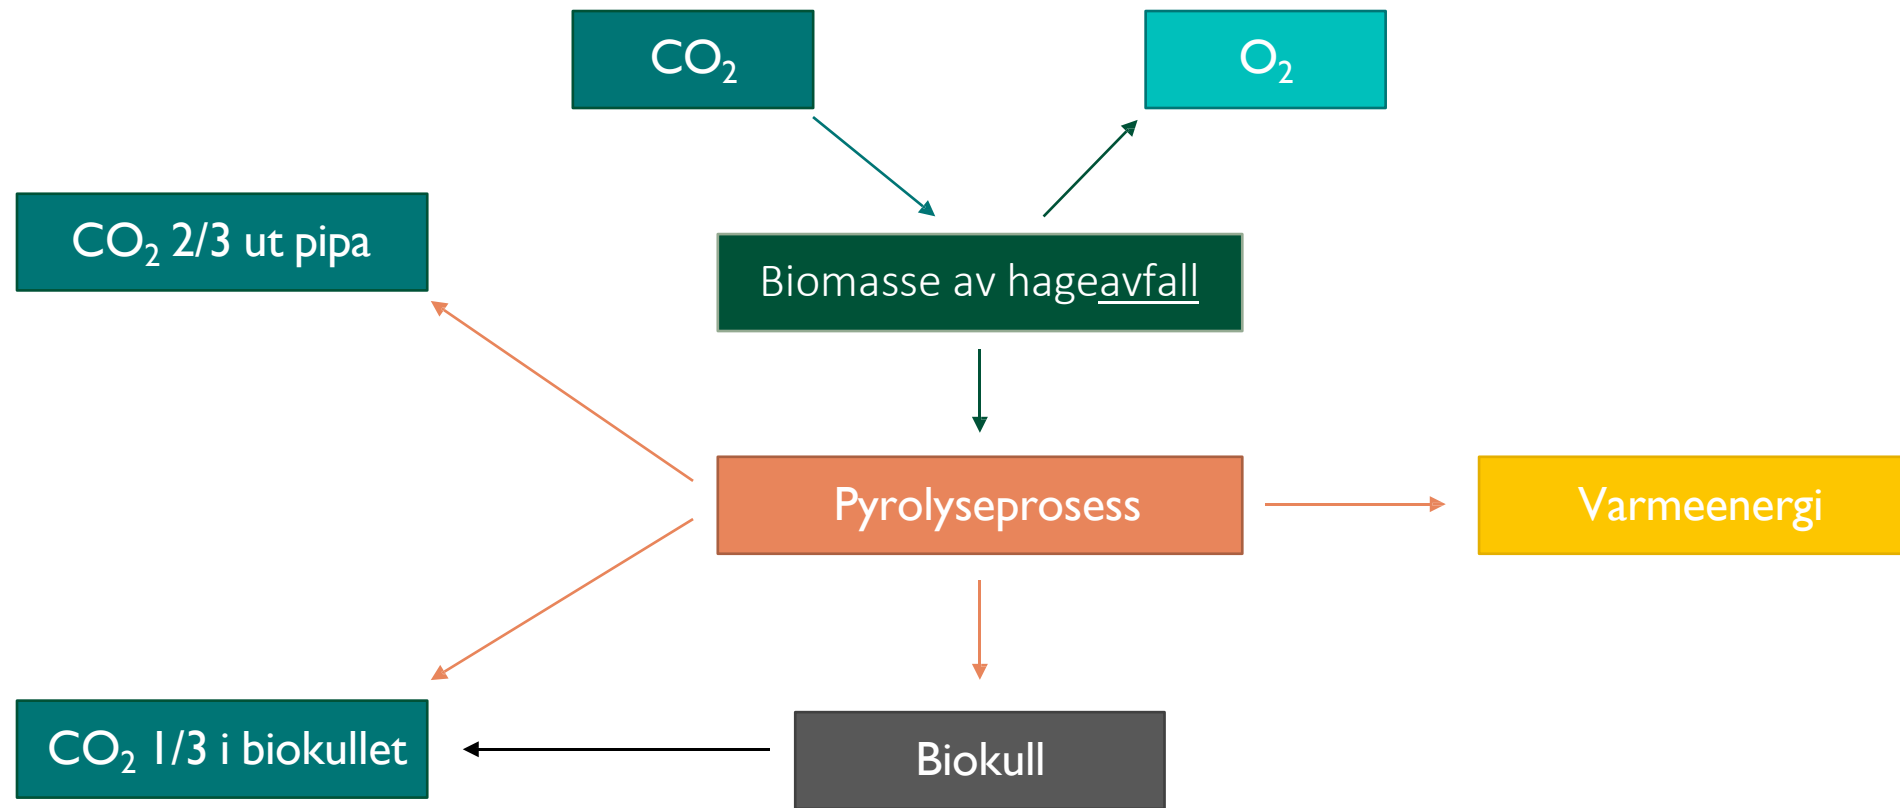 CO₂
O₂
CO₂ 2/3 ut pipa
Biomasse av hageavfall
Pyrolyseprosess
Varmeenergi
CO₂ 1/3 i biokullet
Biokull